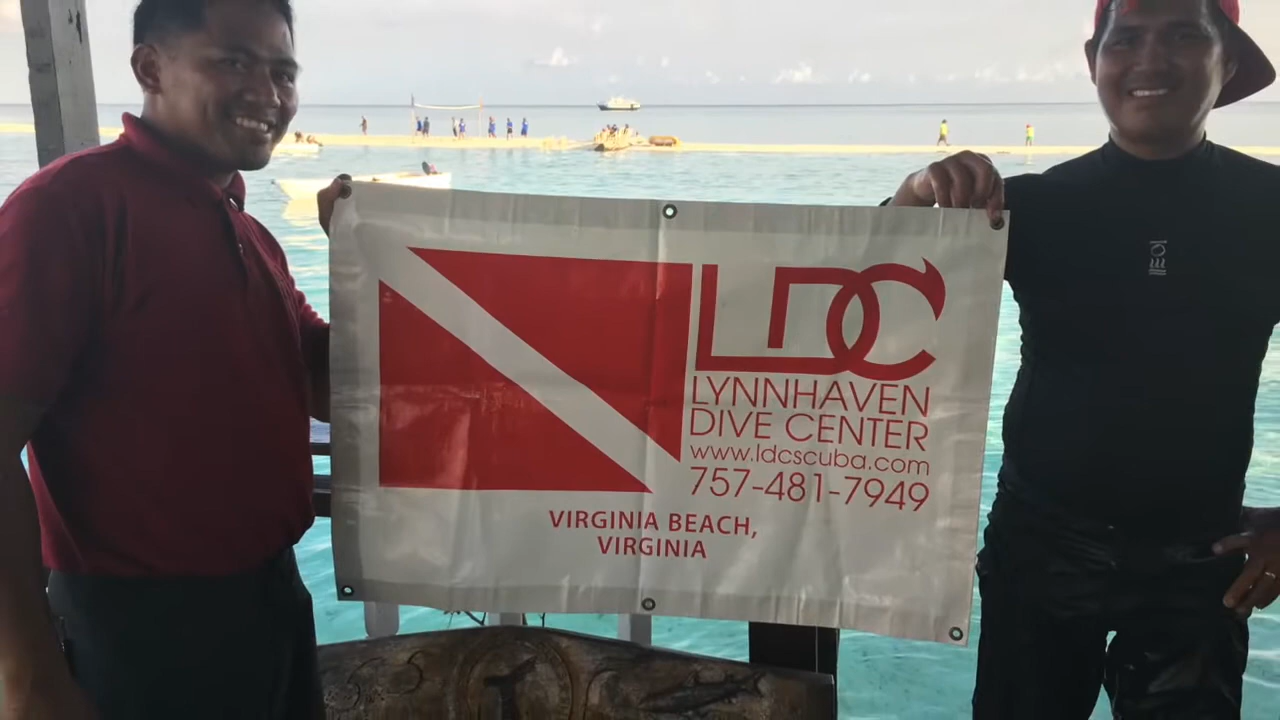 LDC
LYNNHAVEN
DIVE CENTER
www.ldcscuba.com
757-481-7949
VIRGINIA BEACH,
VIRGINIA